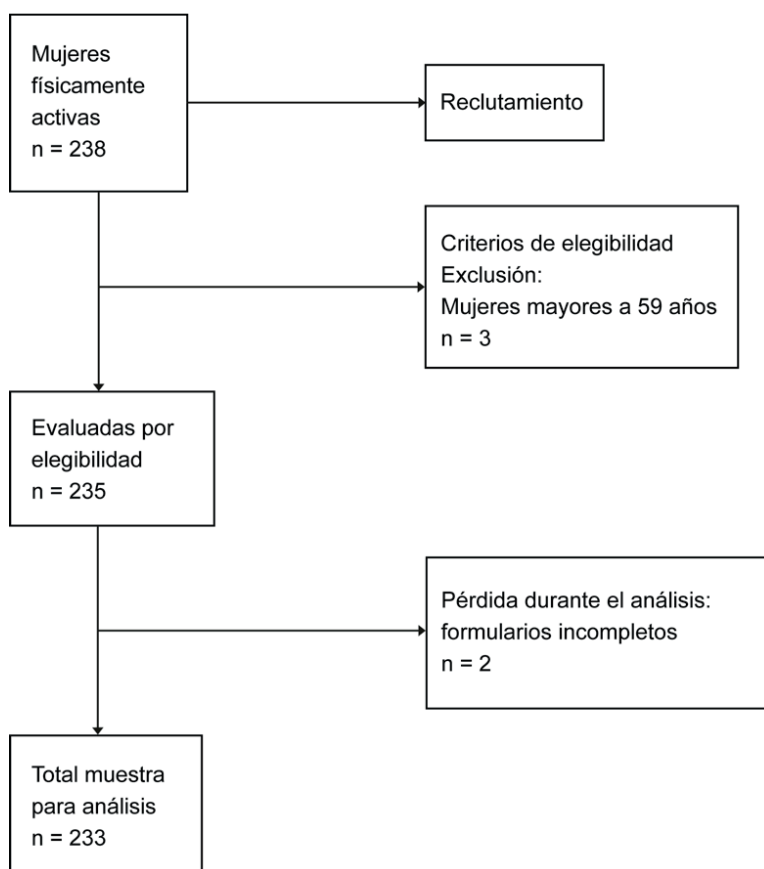 Mujeres
físicamente
activas
n = 238
Reclutamiento
Criterios de elegibilidad
Exclusión:
Mujeres mayores a 59 años
n = 3
Evaluadas por
elegibilidad
n = 235
Pérdida durante el análisis:
formularios incompletos
n = 2
Total muestra
para análisis
n = 233